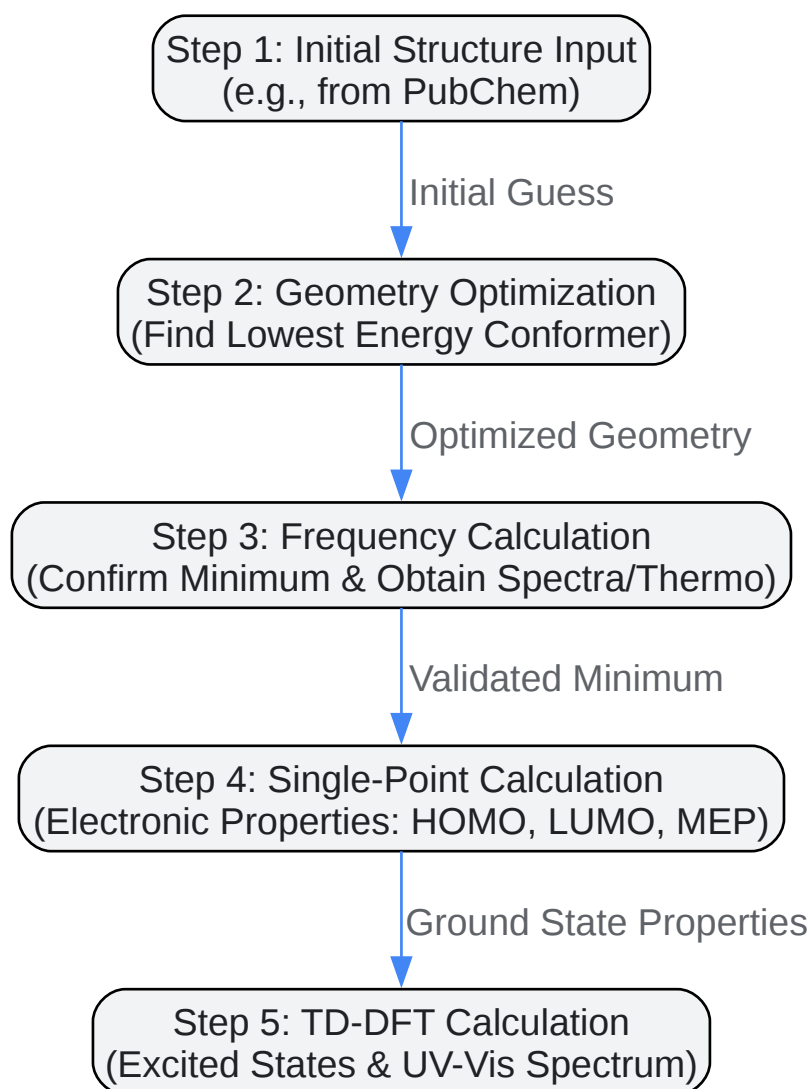 Step 1: Initial Structure Input
(e.g., from PubChem)
Initial Guess
Step 2: Geometry Optimization
(Find Lowest Energy Conformer)
Optimized Geometry
Step 3: Frequency Calculation
(Confirm Minimum & Obtain Spectra/Thermo)
Validated Minimum
Step 4: Single-Point Calculation
(Electronic Properties: HOMO, LUMO, MEP)
Ground State Properties
Step 5: TD-DFT Calculation
(Excited States & UV-Vis Spectrum)